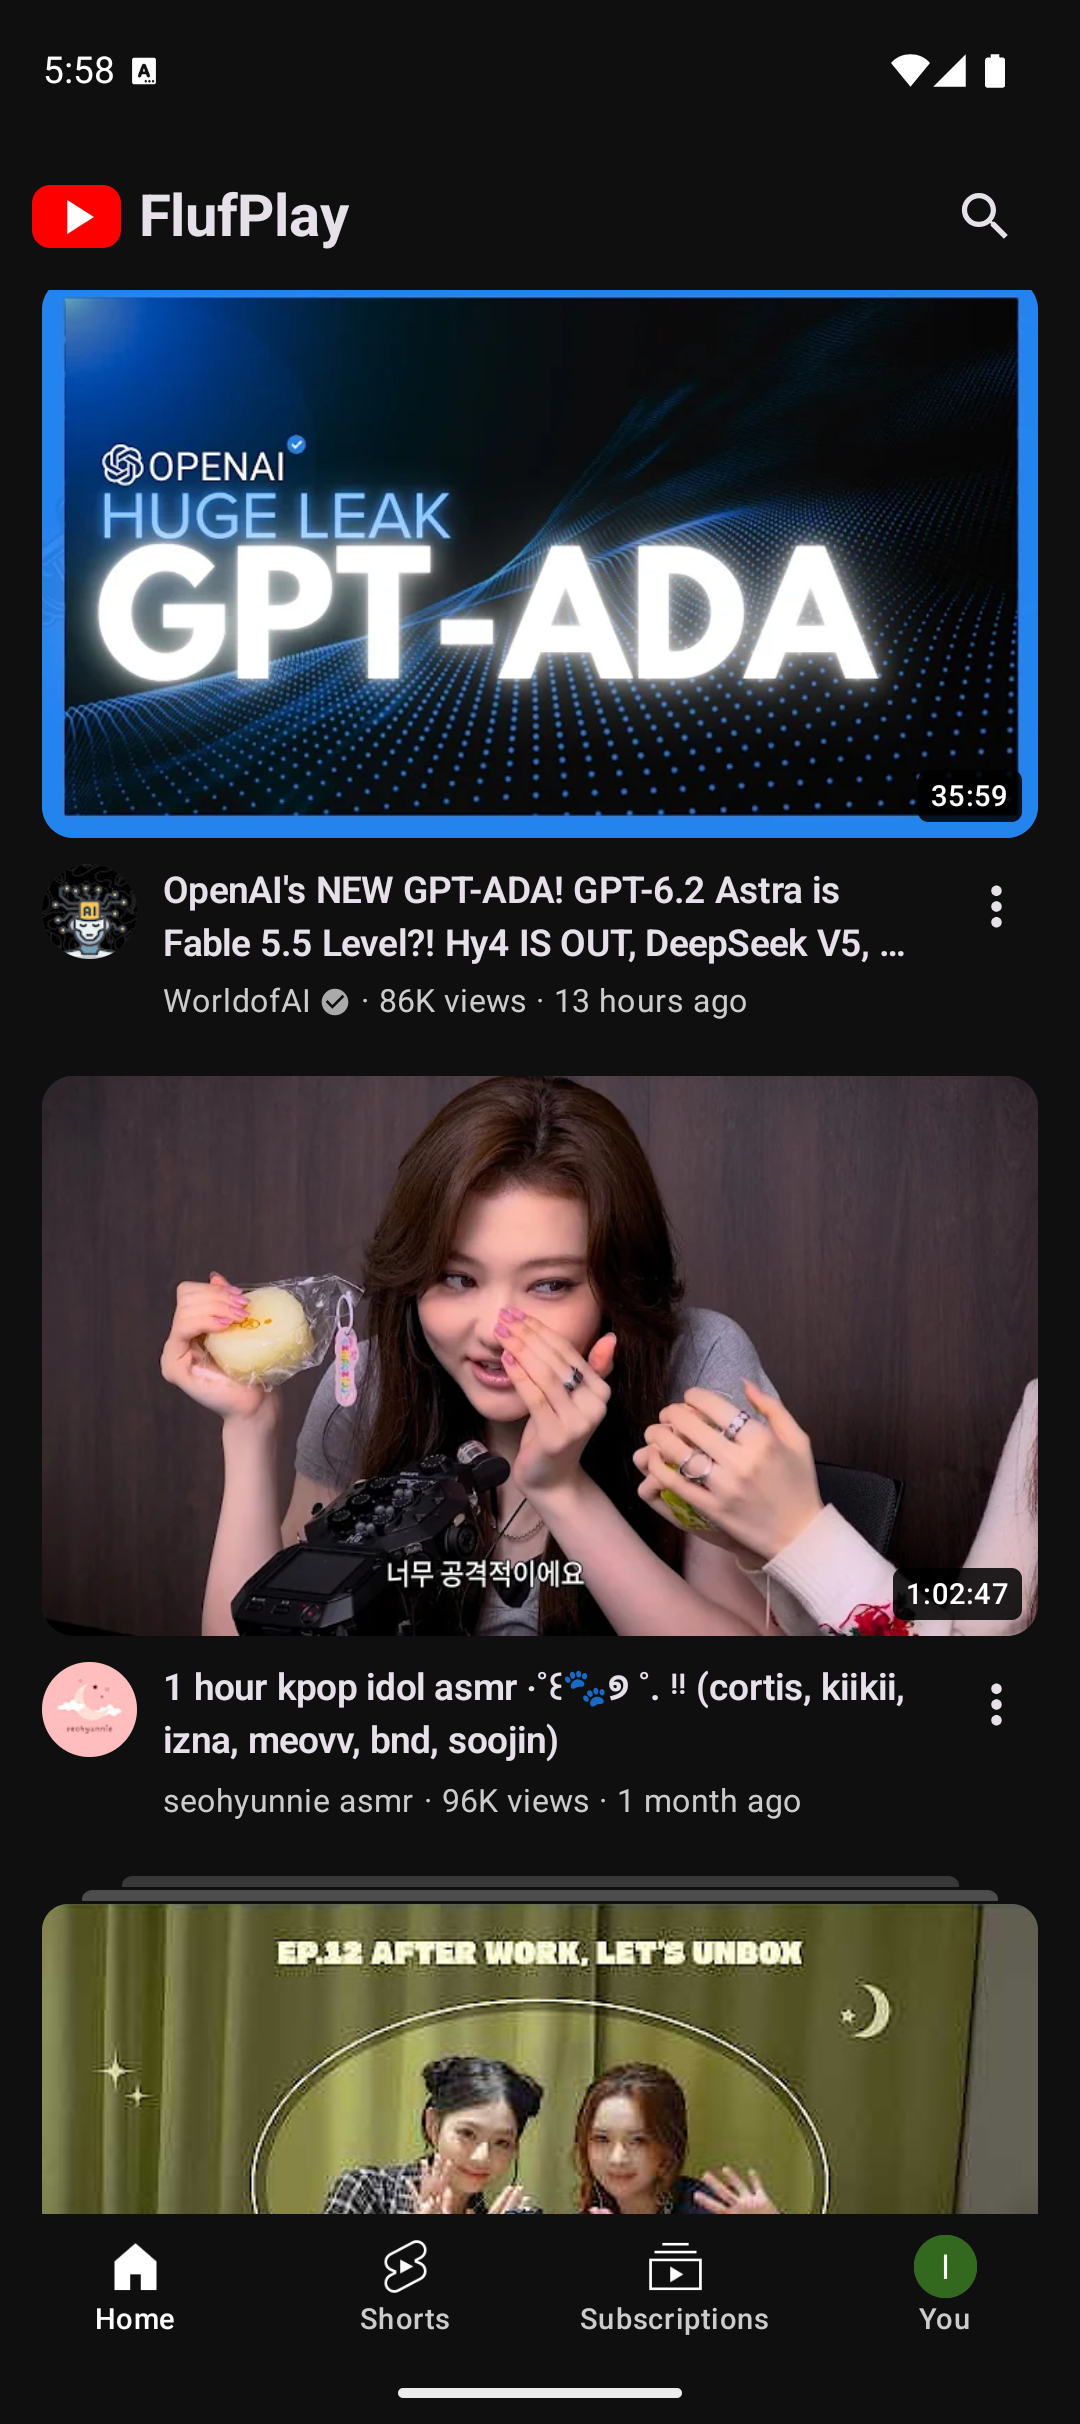 5:58
FlufPlay
OPENAI
HUGE LEAK
GPT-ADA
35:59
OpenAI's NEW GPT-ADA! GPT-6.2 Astra is
Fable 5.5 Level?! Hy4 IS OUT, DeepSeek V5, ...
WorldofAI · 86K views · 13 hours ago
너무 공격적이에요
1:02:47
1 hour kpop idol asmr ‧˚꒰🐾꒱ ˚. ‼ (cortis, kiikii,
izna, meovv, bnd, soojin)
seohyunnie
seohyunnie asmr · 96K views · 1 month ago
EP.12 AFTER WORK, LET'S UNBOX
Home
Shorts
Subscriptions
I
You